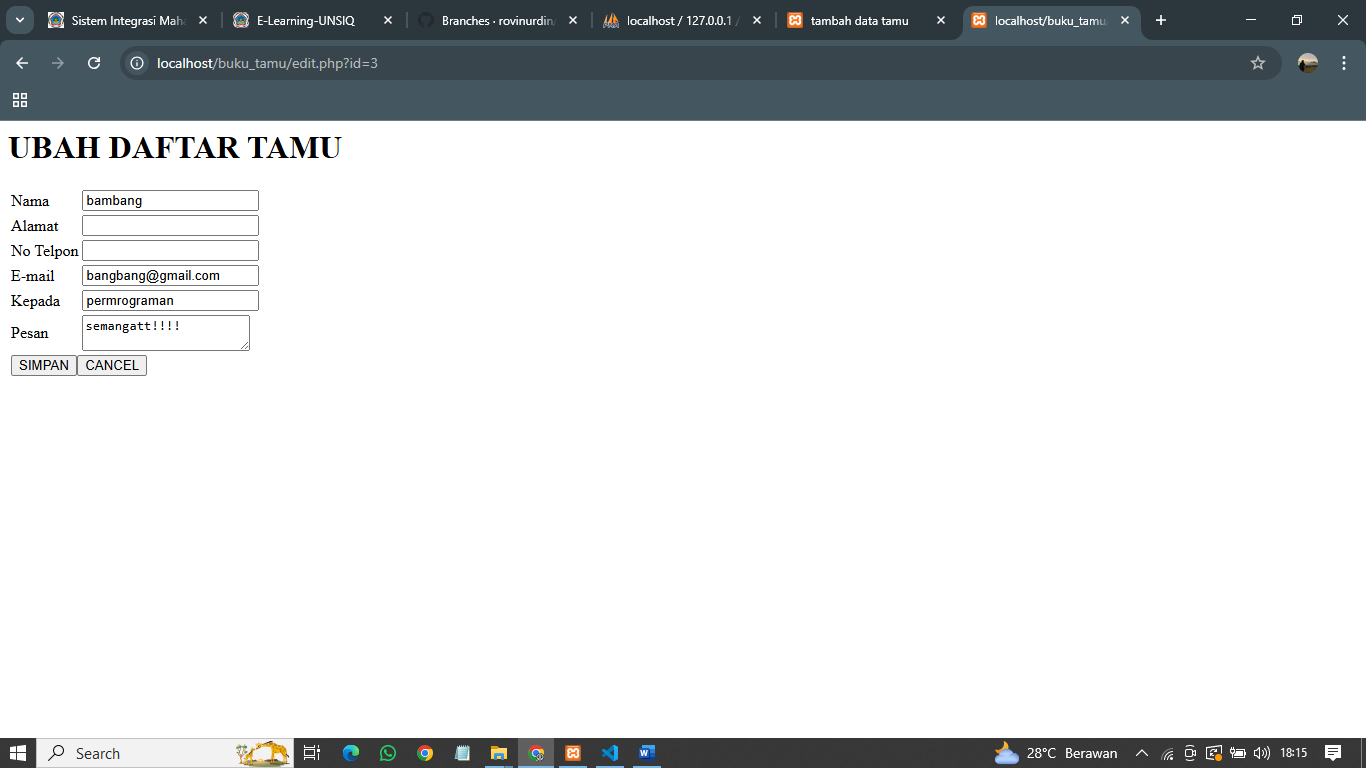 Sistem Integrasi Maha
E-Learning-UNSIQ
Branches · rovinurdin/
localhost / 127.0.0.1 /
tambah data tamu
localhost/buku_tamu/
localhost/buku_tamu/edit.php?id=3
UBAH DAFTAR TAMU
Nama bambang
Alamat
No Telpon
E-mail bangbang@gmail.com
Kepada permrograman
Pesan semangatt!!!!
SIMPAN CANCEL
Search
28°C Berawan
18:15